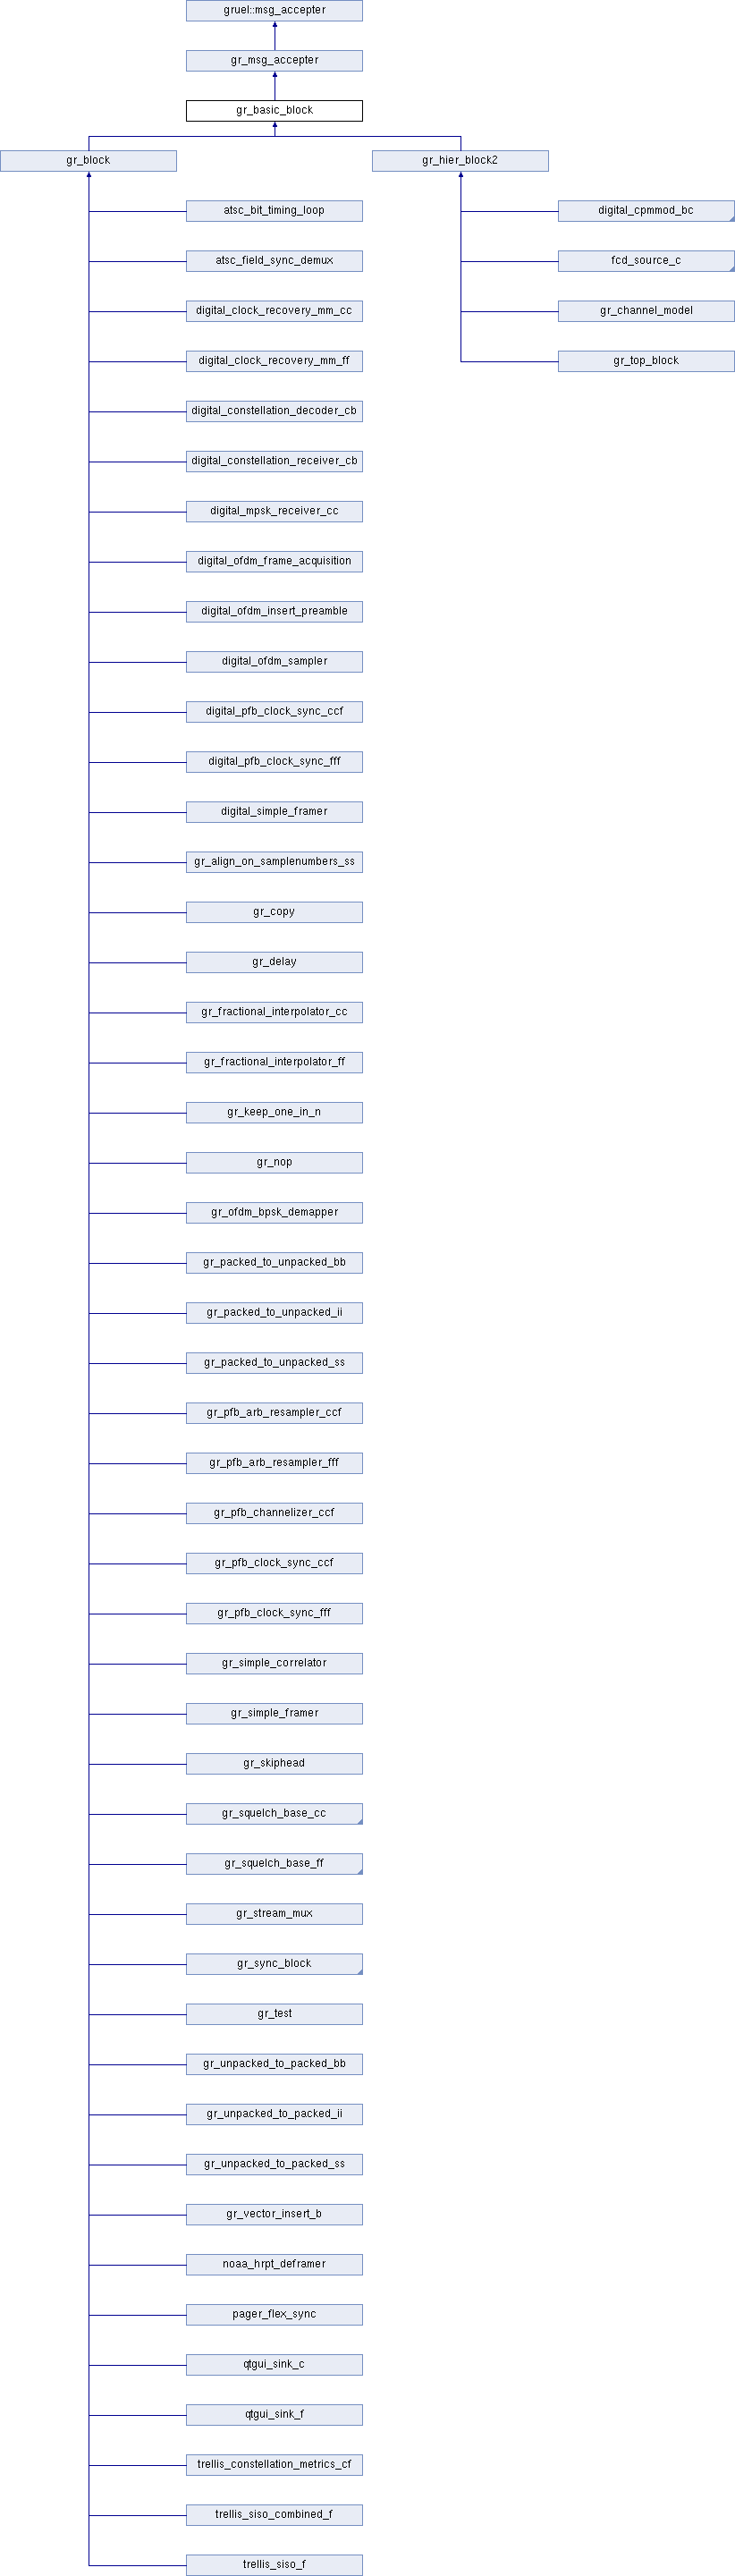 gruel::msg_accepter
gr_msg_accepter
gr_basic_block
gr_block
gr_hier_block2
atsc_bit_timing_loop
digital_cpmmod_bc
atsc_field_sync_demux
fcd_source_c
digital_clock_recovery_mm_cc
gr_channel_model
digital_clock_recovery_mm_ff
gr_top_block
digital_constellation_decoder_cb
digital_constellation_receiver_cb
digital_mpsk_receiver_cc
digital_ofdm_frame_acquisition
digital_ofdm_insert_preamble
digital_ofdm_sampler
digital_pfb_clock_sync_ccf
digital_pfb_clock_sync_fff
digital_simple_framer
gr_align_on_samplenumbers_ss
gr_copy
gr_delay
gr_fractional_interpolator_cc
gr_fractional_interpolator_ff
gr_keep_one_in_n
gr_nop
gr_ofdm_bpsk_demapper
gr_packed_to_unpacked_bb
gr_packed_to_unpacked_ii
gr_packed_to_unpacked_ss
gr_pfb_arb_resampler_ccf
gr_pfb_arb_resampler_fff
gr_pfb_channelizer_ccf
gr_pfb_clock_sync_ccf
gr_pfb_clock_sync_fff
gr_simple_correlator
gr_simple_framer
gr_skiphead
gr_squelch_base_cc
gr_squelch_base_ff
gr_stream_mux
gr_sync_block
gr_test
gr_unpacked_to_packed_bb
gr_unpacked_to_packed_ii
gr_unpacked_to_packed_ss
gr_vector_insert_b
noaa_hrpt_deframer
pager_flex_sync
qtgui_sink_c
qtgui_sink_f
trellis_constellation_metrics_cf
trellis_siso_combined_f
trellis_siso_f